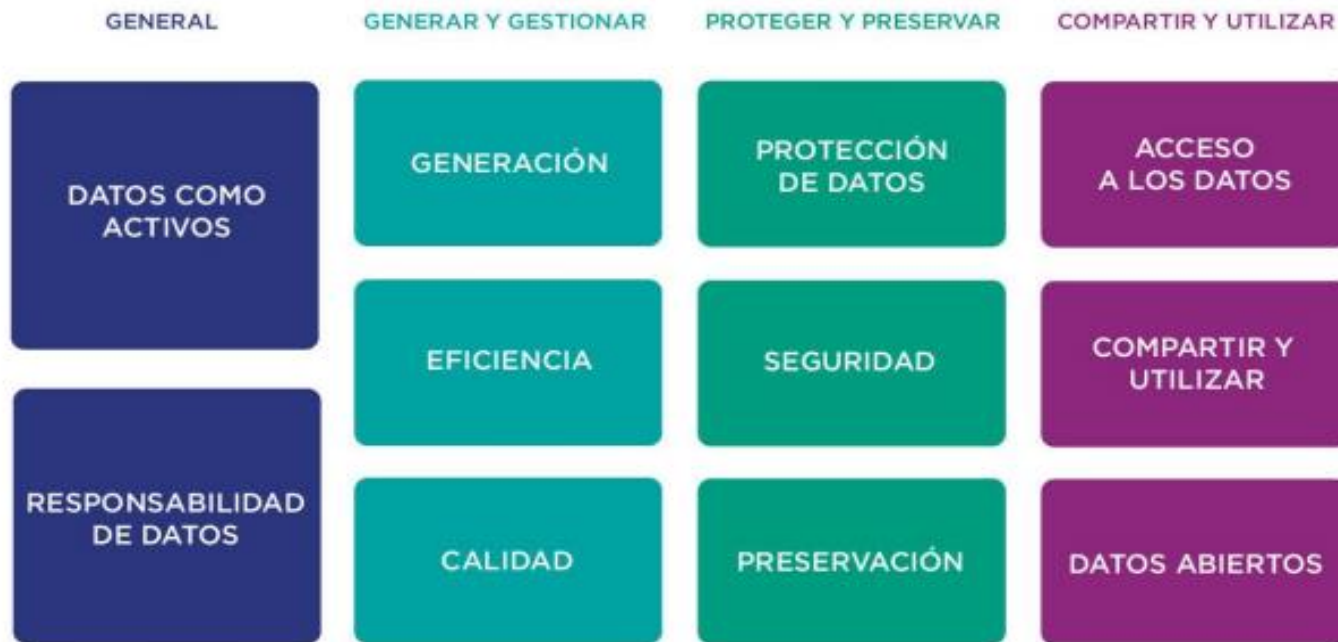 GENERAL
GENERAR Y GESTIONAR
PROTEGER Y PRESERVAR
COMPARTIR Y UTILIZAR
DATOS COMO
ACTIVOS
RESPONSABILIDAD
DE DATOS
GENERACIÓN
EFICIENCIA
CALIDAD
PROTECCIÓN
DE DATOS
SEGURIDAD
PRESERVACIÓN
ACCESO
A LOS DATOS
COMPARTIR Y
UTILIZAR
DATOS ABIERTOS